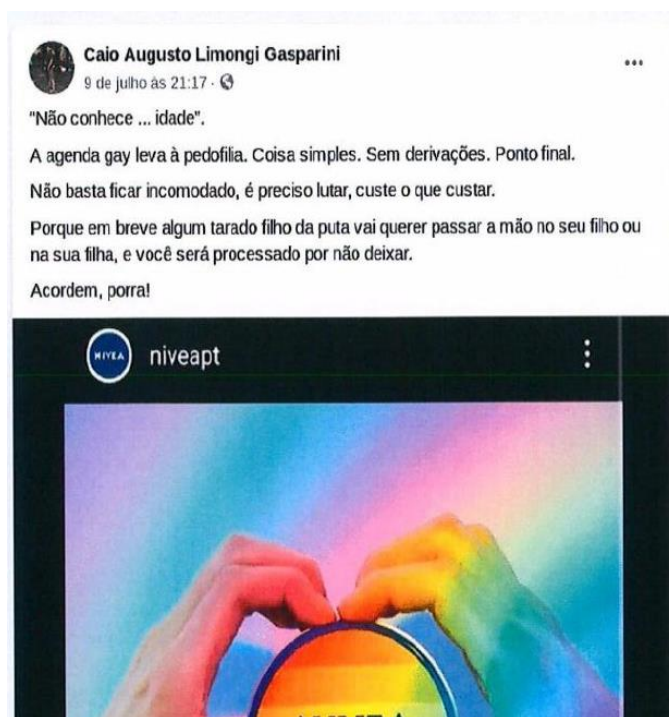 Caio Augusto Limongi Gasparini
9 de julho às 21:17 ·
"Não conhece ... idade".
A agenda gay leva à pedofilia. Coisa simples. Sem derivações. Ponto final.
Não basta ficar incomodado, é preciso lutar, custe o que custar.
Porque em breve algum tarado filho da puta vai querer passar a mão no seu filho ou
na sua filha, e você será processado por não deixar.
Acordem, porra!
NIVEA
niveapt